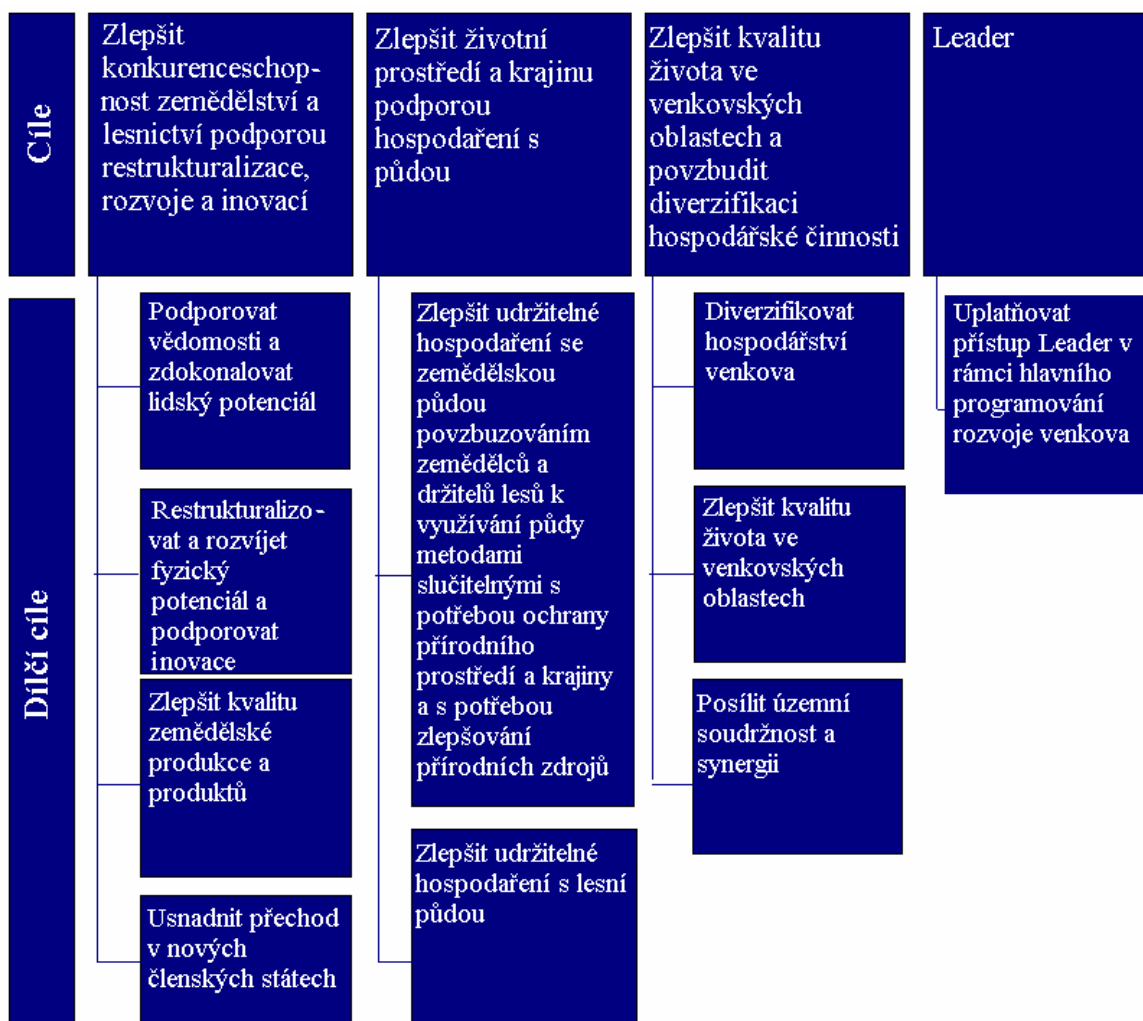 Cíle
Zlepšit
konkurenceschop-
nost zemědělství a
lesnictví podporou
restrukturalizace,
rozvoje a inovací
Zlepšit životní
prostředí a krajinu
podporou
hospodaření s
půdou
Zlepšit kvalitu
života ve
venkovských
oblastech a
povzbudit
diverzifikaci
hospodářské činnosti
Leader
Dílčí cíle
Podporovat
vědomosti a
zdokonalovat
lidský potenciál
Restrukturalizo-
vat a rozvíjet
fyzický
potenciál a
podporovat
inovace
Zlepšit kvalitu
zemědělské
produkce a
produktů
Usnadnit přechod
v nových
členských státech
Zlepšit udržitelné
hospodaření se
zemědělskou
půdou
povzbuzováním
zemědělců a
držitelů lesů k
využívání půdy
metodami
slučitelnými s
potřebou ochrany
přírodního
prostředí a krajiny
a s potřebou
zlepšování
přírodních zdrojů
Zlepšit udržitelné
hospodaření s lesní
půdou
Diverzifikovat
hospodářství
venkova
Zlepšit kvalitu
života ve
venkovských
oblastech
Posílit územní
soudržnost a
synergii
Uplatňovat
přístup Leader v
rámci hlavního
programování
rozvoje venkova